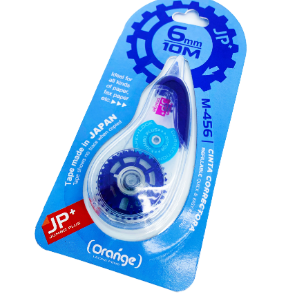 JP+
6mm
10M
Ideal for
all kinds
of paper,
fax paper
etc ▶▶▶
M-456
CINTA CORRECTORA
Tape made in JAPAN
JP+
(Orange)